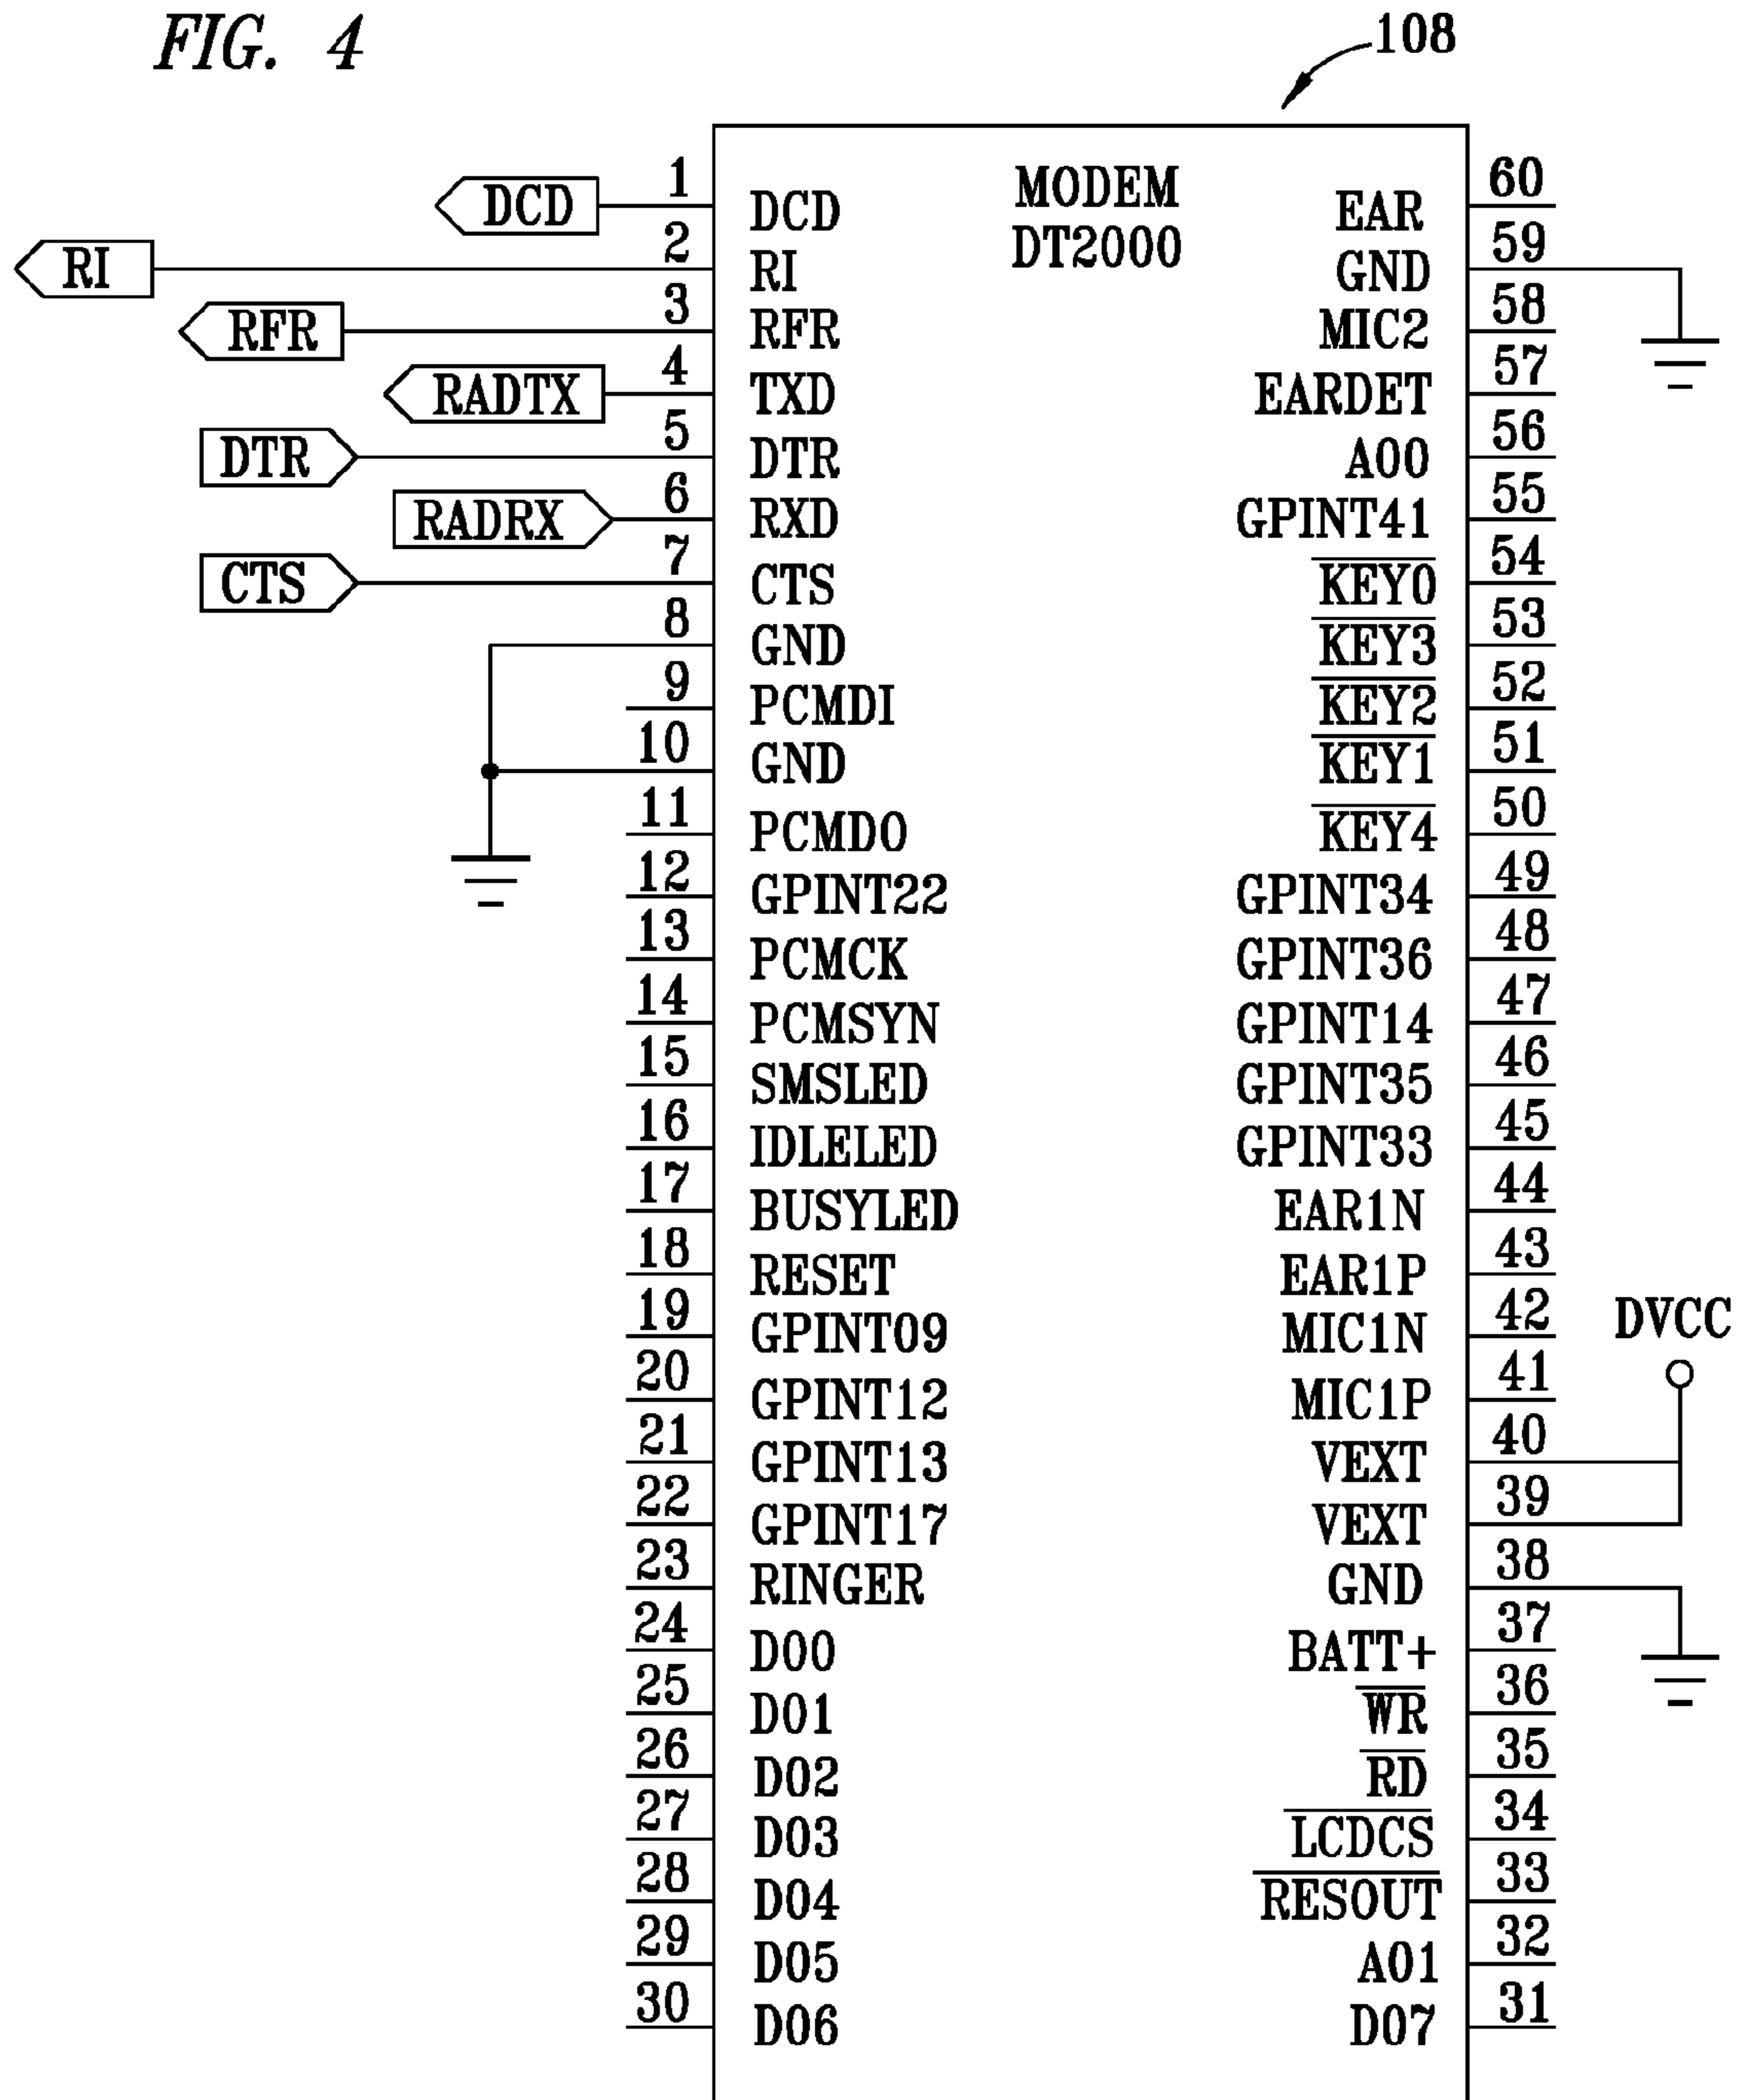 FIG. 4
108
MODEM
DT2000
DCD 1 DCD
RI 2 RI
RFR 3 RFR
RADTX 4 TXD
DTR 5 DTR
RADRX 6 RXD
CTS 7 CTS
8 GND
9 PCMDI
10 GND
11 PCMDO
12 GPINT22
13 PCMCK
14 PCMSYN
15 SMSLED
16 IDLELED
17 BUSYLED
18 RESET
19 GPINT09
20 GPINT12
21 GPINT13
22 GPINT17
23 RINGER
24 D00
25 D01
26 D02
27 D03
28 D04
29 D05
30 D06
EAR 60
GND 59
MIC2 58
EARDET 57
A00 56
GPINT41 55
KEY0 54
KEY3 53
KEY2 52
KEY1 51
KEY4 50
GPINT34 49
GPINT36 48
GPINT14 47
GPINT35 46
GPINT33 45
EAR1N 44
EAR1P 43
MIC1N 42
DVCC
MIC1P 41
VEXT 40
VEXT 39
GND 38
BATT+ 37
WR 36
RD 35
LCDCS 34
RESOUT 33
A01 32
D07 31